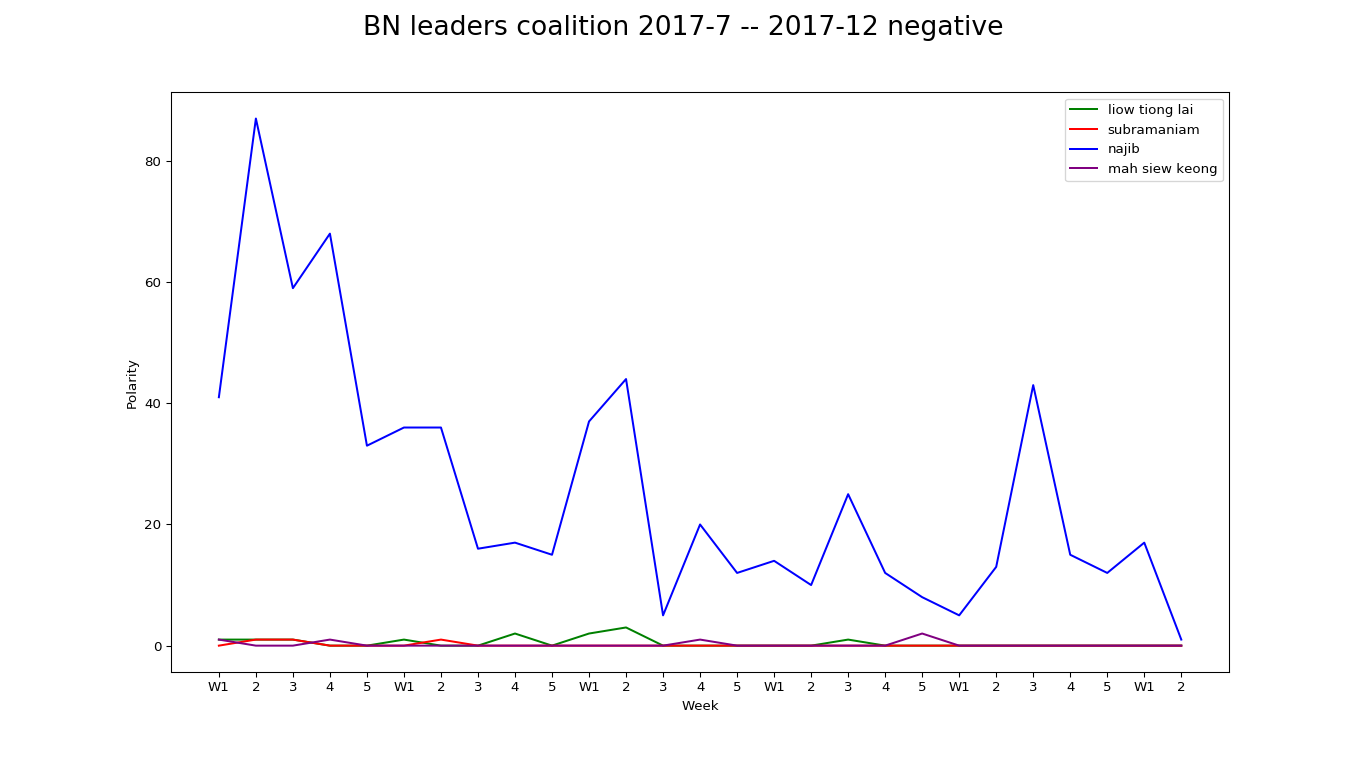 BN leaders coalition 2017-7 -- 2017-12 negative
liow tiong lai
subramaniam
najib
mah siew keong
80
60
40
20
0
Polarity
W1 2 3 4 5 W1 2 3 4 5 W1 2 3 4 5 W1 2 3 4 5 W1 2 3 4 5 W1 2
Week